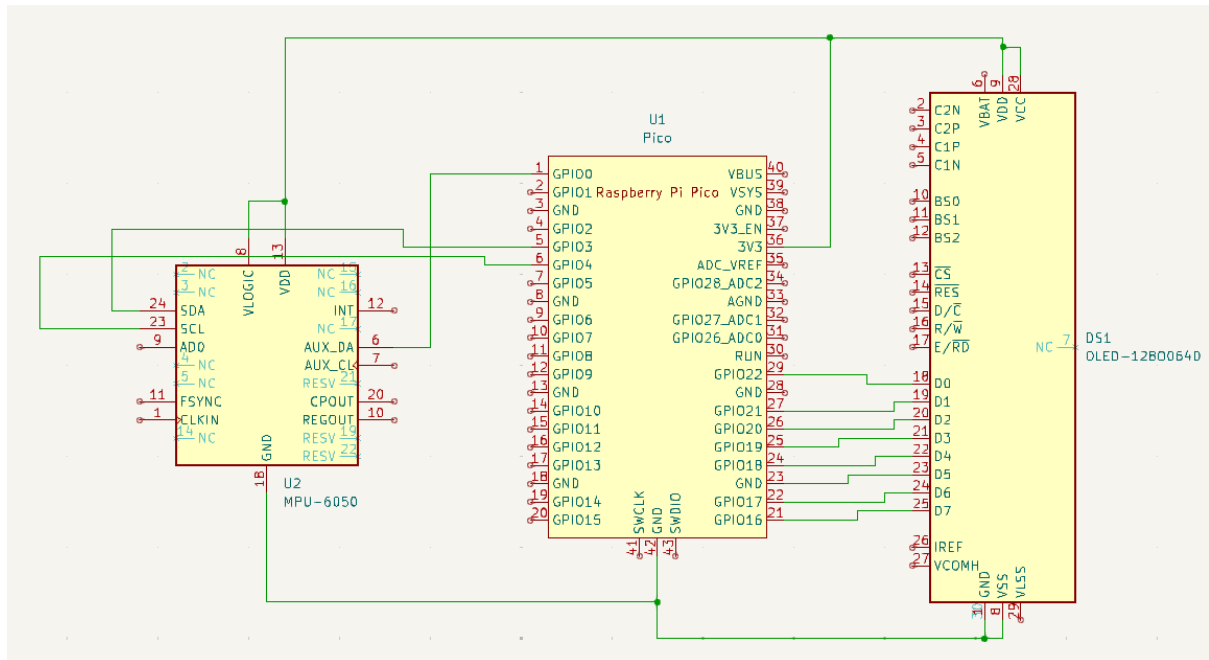 U1
Pico
Raspberry Pi Pico
1 GPIO0
2 GPIO1
3 GND
4 GPIO2
5 GPIO3
6 GPIO4
7 GPIO5
8 GND
9 GPIO6
10 GPIO7
11 GPIO8
12 GPIO9
13 GND
14 GPIO10
15 GPIO11
16 GPIO12
17 GPIO13
18 GND
19 GPIO14
20 GPIO15
VBUS 40
VSYS 39
GND 38
3V3_EN 37
3V3 36
ADC_VREF 35
GPIO28_ADC2 34
AGND 33
GPIO27_ADC1 32
GPIO26_ADC0 31
RUN 30
GPIO22 29
GND 28
GPIO21 27
GPIO20 26
GPIO19 25
GPIO18 24
GND 23
GPIO17 22
GPIO16 21
SWCLK 41
GND 42
SWDIO 43
8 VLOGIC
13 VDD
2 NC
3 NC
24 SDA
23 SCL
9 AD0
4 NC
5 NC
11 FSYNC
1 CLKIN
14 NC
NC 15
NC 16
INT 12
NC 17
AUX_DA 6
AUX_CL 7
RESV 21
CPOUT 20
REGOUT 10
RESV 19
RESV 22
GND 18
U2
MPU-6050
6 VBAT
9 VDD
28 VCC
2 C2N
3 C2P
4 C1P
5 C1N
10 BS0
11 BS1
12 BS2
13 CS
14 RES
15 D/C
16 R/W
17 E/RD
18 D0
19 D1
20 D2
21 D3
22 D4
23 D5
24 D6
25 D7
26 IREF
27 VCOMH
NC 7
GND 1
VSS 8
VLSS 29
DS1
OLED-128O064D